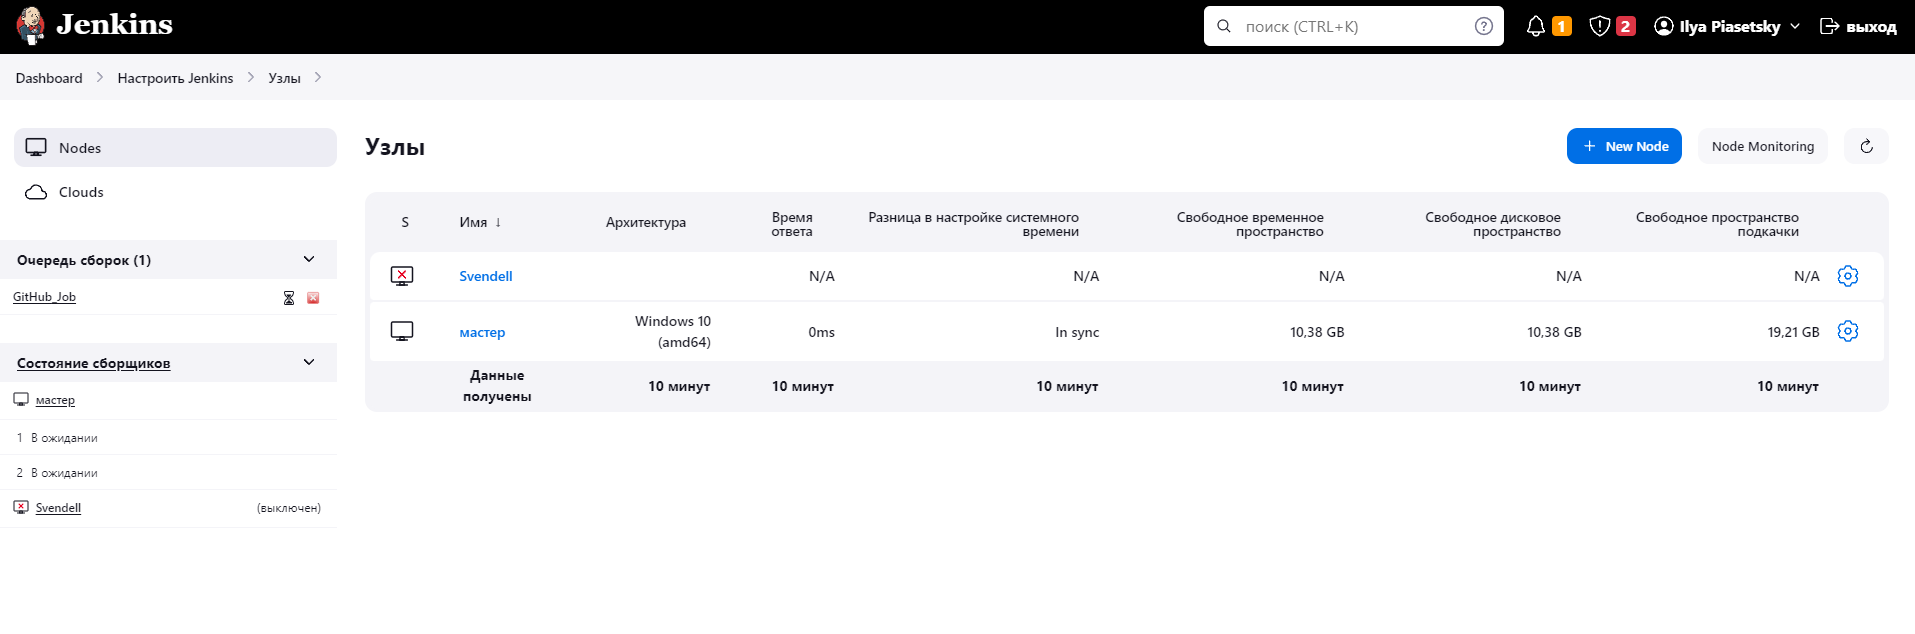 Jenkins
поиск (CTRL+K)
1
2
Ilya Piasetsky
выход
Dashboard
Настроить Jenkins
Узлы
Nodes
Clouds
Очередь сборок (1)
GitHub_Job
Состояние сборщиков
мастер
1 В ожидании
2 В ожидании
Svendell (выключен)
Узлы
New Node
Node Monitoring
S
Имя ↓
Архитектура
Время
ответа
Разница в настройке системного
времени
Свободное временное
пространство
Свободное дисковое
пространство
Свободное пространство
подкачки
Svendell N/A N/A N/A N/A N/A
мастер
Windows 10
(amd64)
0ms In sync 10,38 GB 10,38 GB 19,21 GB
Данные
получены
10 минут 10 минут 10 минут 10 минут 10 минут 10 минут